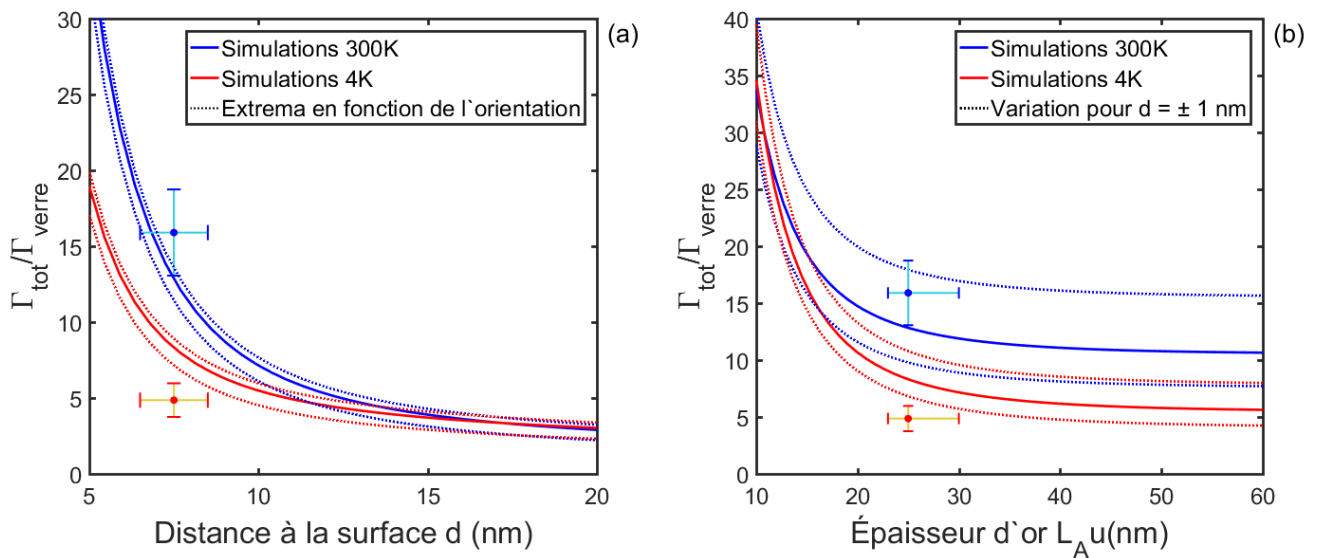 (a)
Simulations 300K
Simulations 4K
Extrema en fonction de l`orientation
30
25
20
15
10
5
0
Γtot/Γverre
5
10
15
20
Distance à la surface d (nm)
(b)
Simulations 300K
Simulations 4K
Variation pour d = ± 1 nm
40
35
30
25
20
15
10
5
0
Γtot/Γverre
10
20
30
40
50
60
Épaisseur d`or LAu(nm)